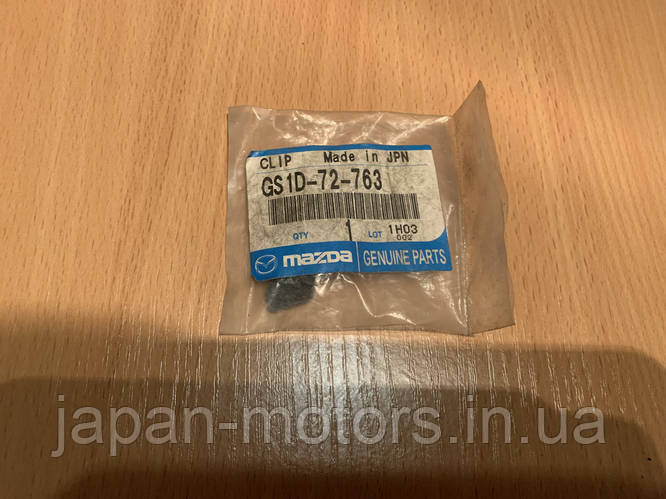 CLIP Made in JPN
GS1D-72-763
QTY 1 LOT 1H03
002
mazda GENUINE PARTS
japan-motors.in.ua